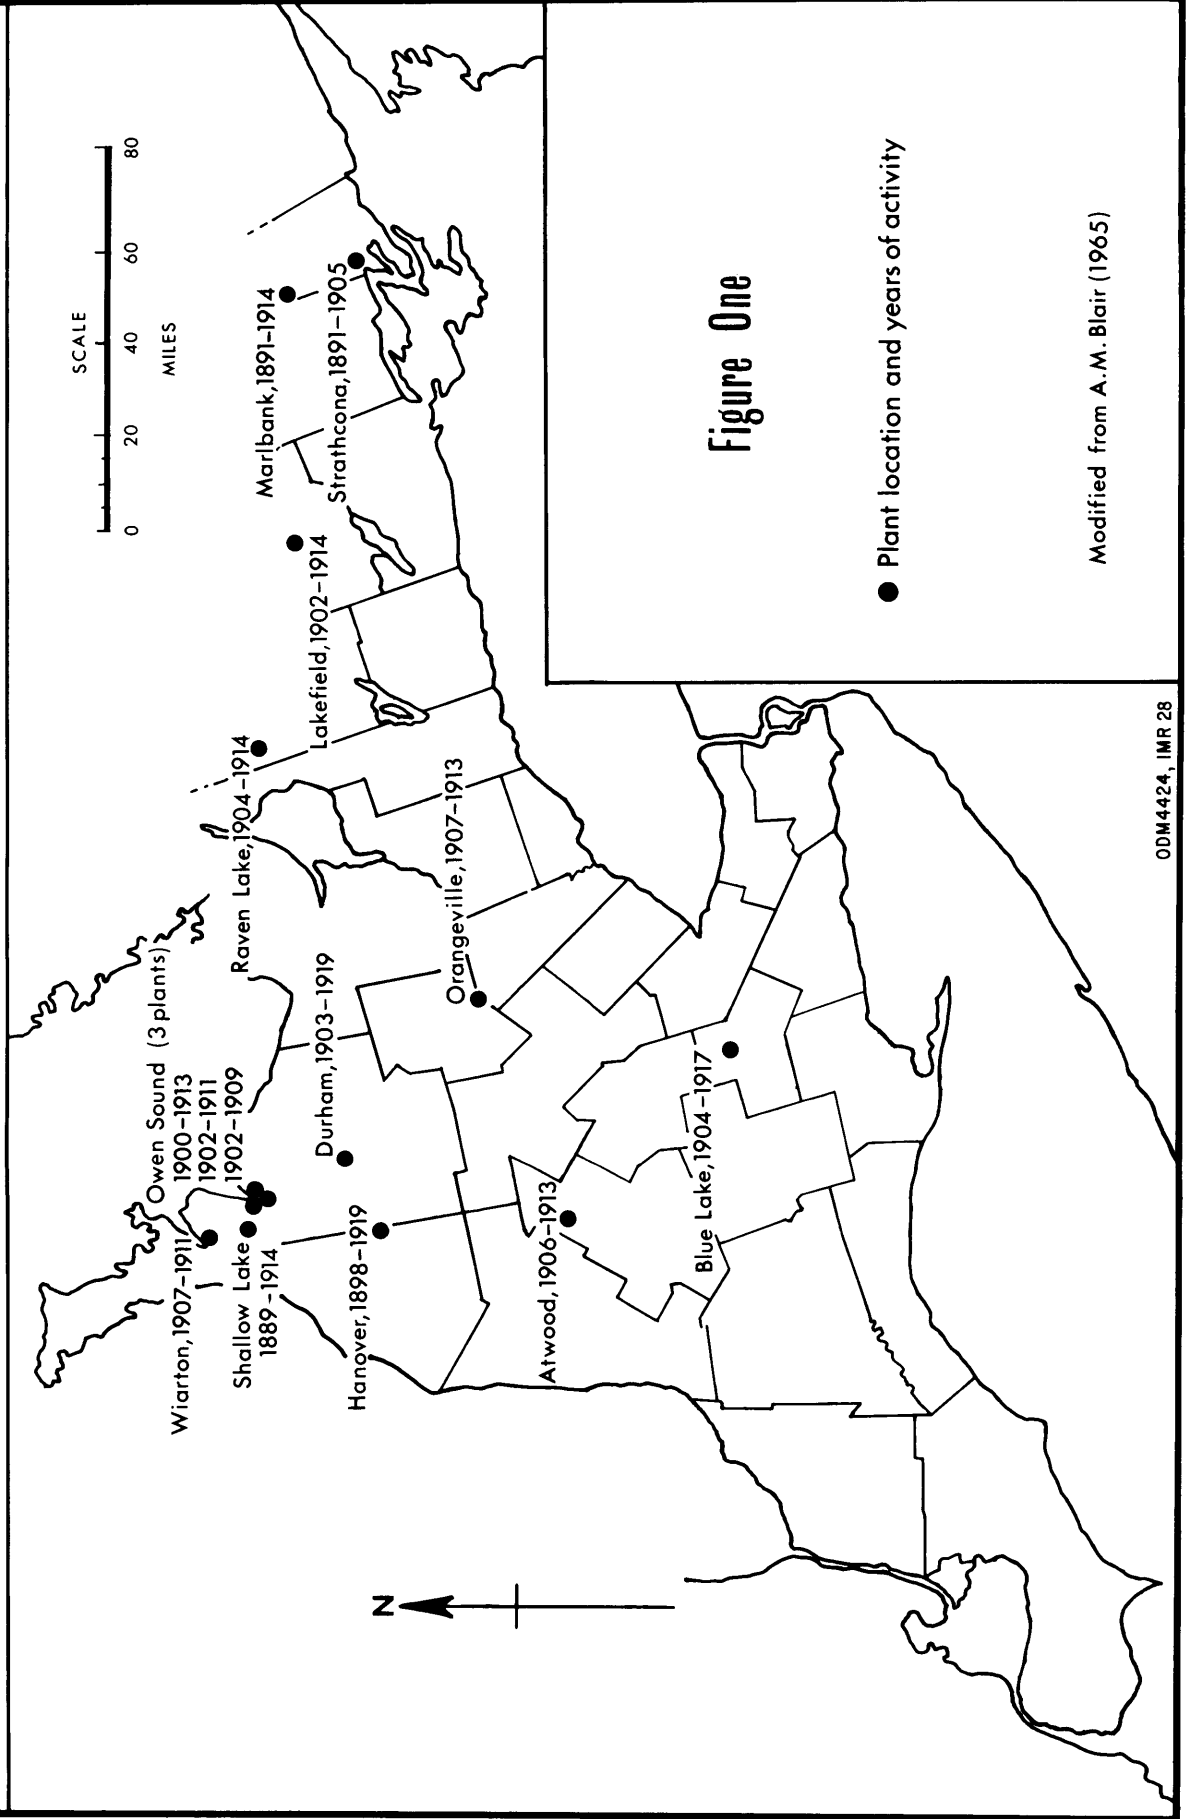 SCALE
0 20 40 60 80
MILES
Marlbank,1891-1914
Strathcona,1891-1905
Lakefield,1902-1914
Raven Lake,1904-1914
Orangeville,1907-1913
Owen Sound (3 plants)
1900-1913
1902-1911
1902-1909
Durham,1903-1919
Wiarton,1907-1911
Shallow Lake
1889-1914
Hanover,1898-1919
Atwood,1906-1913
Blue Lake,1904-1917
N
Figure One
Plant location and years of activity
Modified from A.M. Blair (1965)
ODM4424, IMR 28